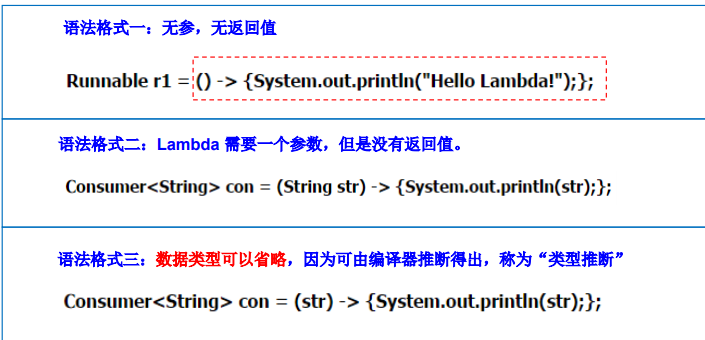 语法格式一：无参，无返回值
Runnable r1 = () -> {System.out.println("Hello Lambda!");};
语法格式二：Lambda 需要一个参数，但是没有返回值。
Consumer<String> con = (String str) -> {System.out.println(str);};
语法格式三：数据类型可以省略，因为可由编译器推断得出，称为“类型推断”
Consumer<String> con = (str) -> {System.out.println(str);};